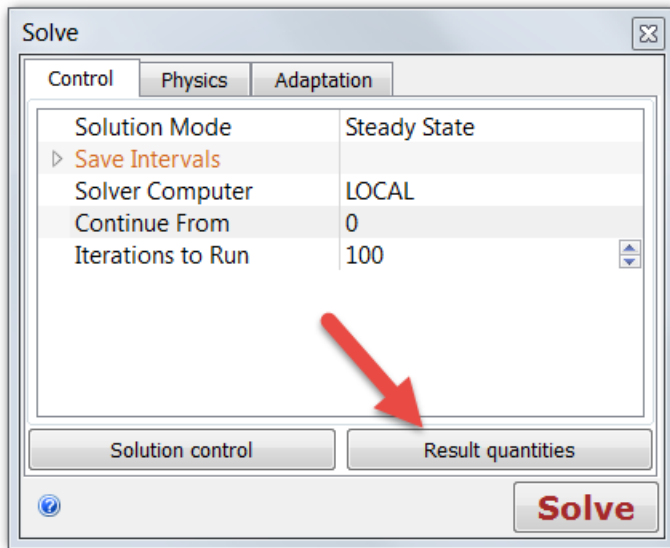 Solve
Control Physics Adaptation
Solution Mode Steady State
Save Intervals
Solver Computer LOCAL
Continue From 0
Iterations to Run 100
Solution control Result quantities
? Solve